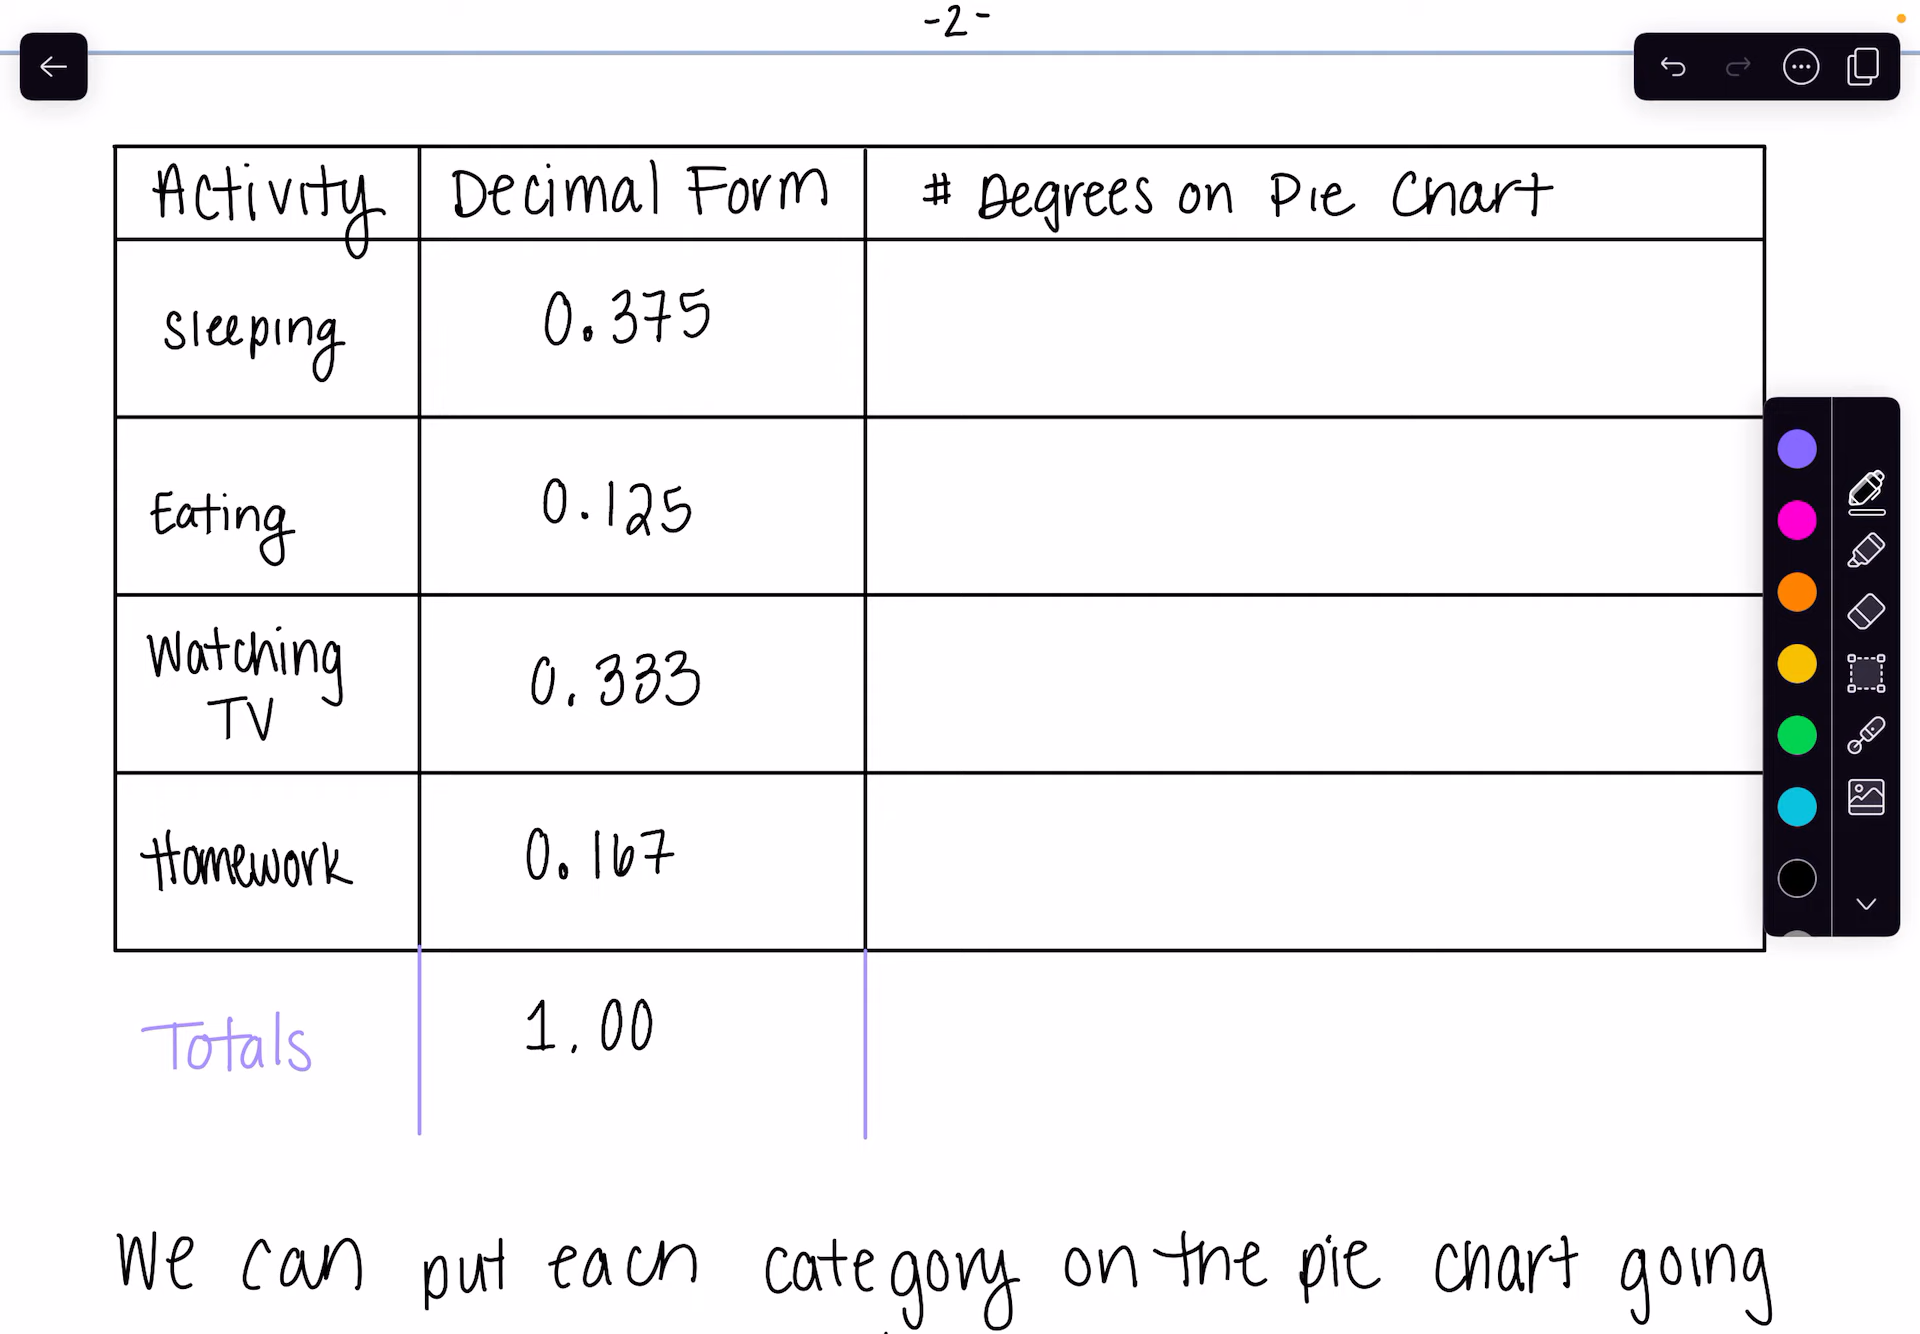 -2-
Activity Decimal Form # Degrees on Pie Chart
Sleeping 0.375
Eating 0.125
Watching
TV 0.333
Homework 0.167
Totals 1.00
We can put each category on the pie chart going